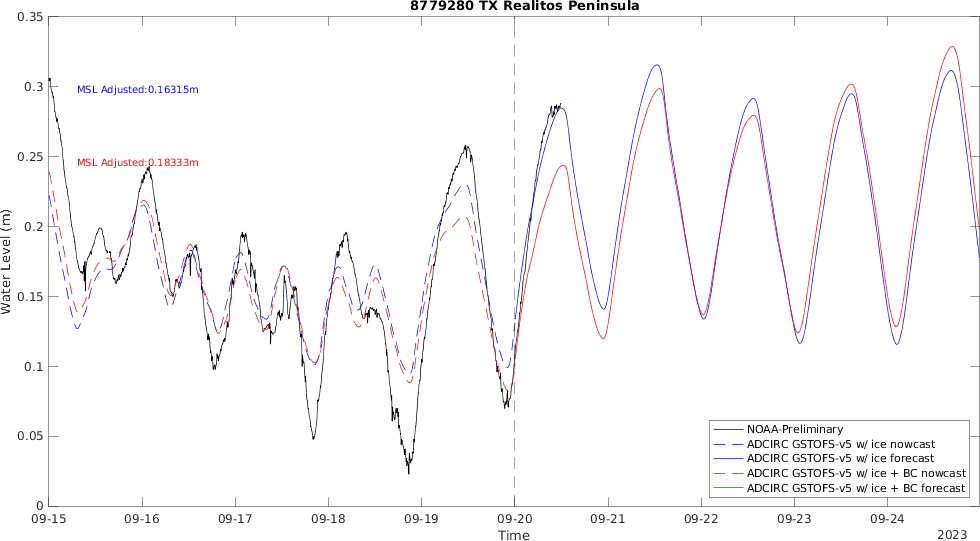 8779280 TX Realitos Peninsula
0.35
0.3
0.25
0.2
0.15
0.1
0.05
0
Water Level (m)
MSL Adjusted:0.16315m
MSL Adjusted:0.18333m
NOAA-Preliminary
ADCIRC GSTOFS-v5 w/ ice nowcast
ADCIRC GSTOFS-v5 w/ ice forecast
ADCIRC GSTOFS-v5 w/ ice + BC nowcast
ADCIRC GSTOFS-v5 w/ ice + BC forecast
09-15 09-16 09-17 09-18 09-19 09-20 09-21 09-22 09-23 09-24
Time
2023